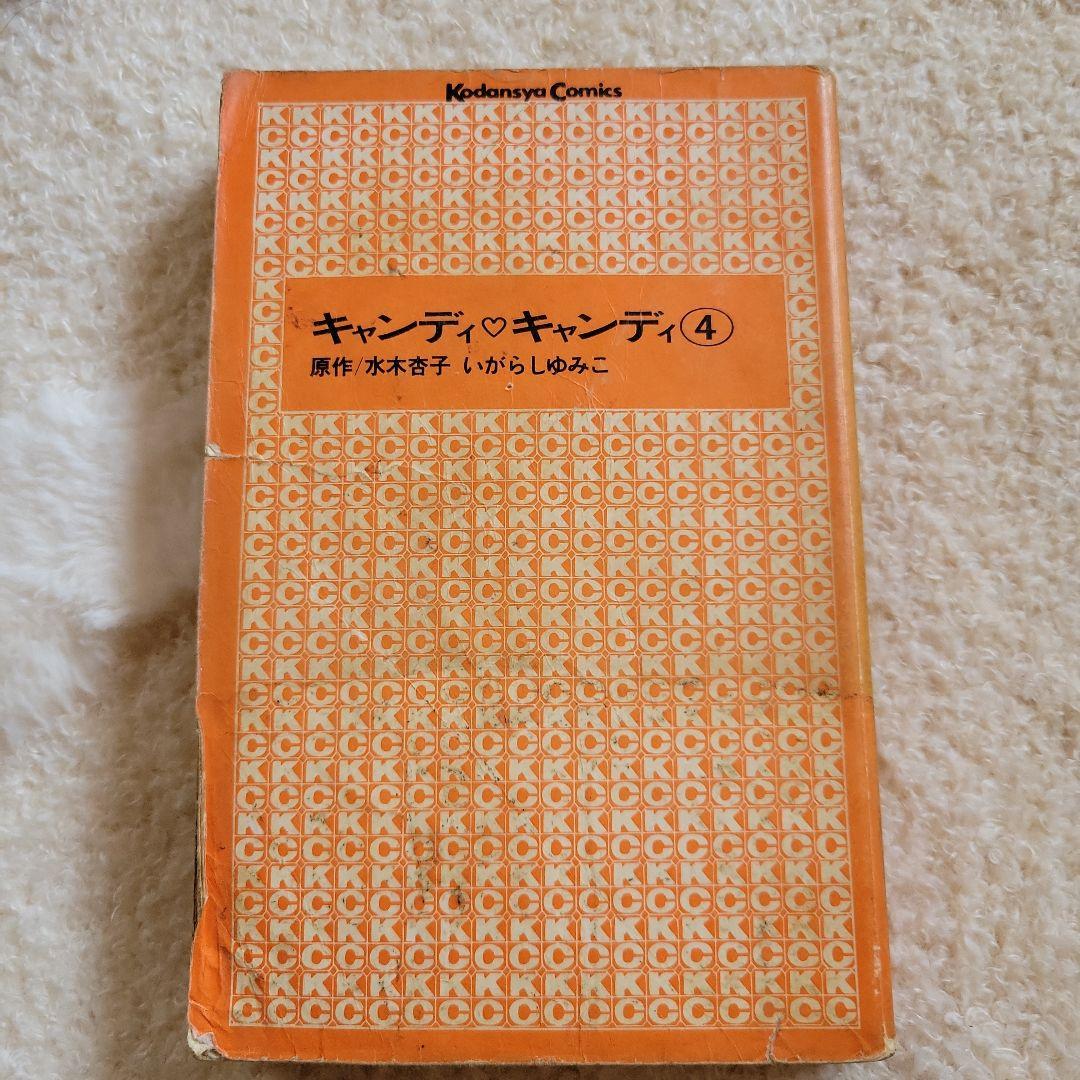 Kodansya Comics
キャンディ♡キャンディ④
原作/水木杏子 いがらしゆみこ